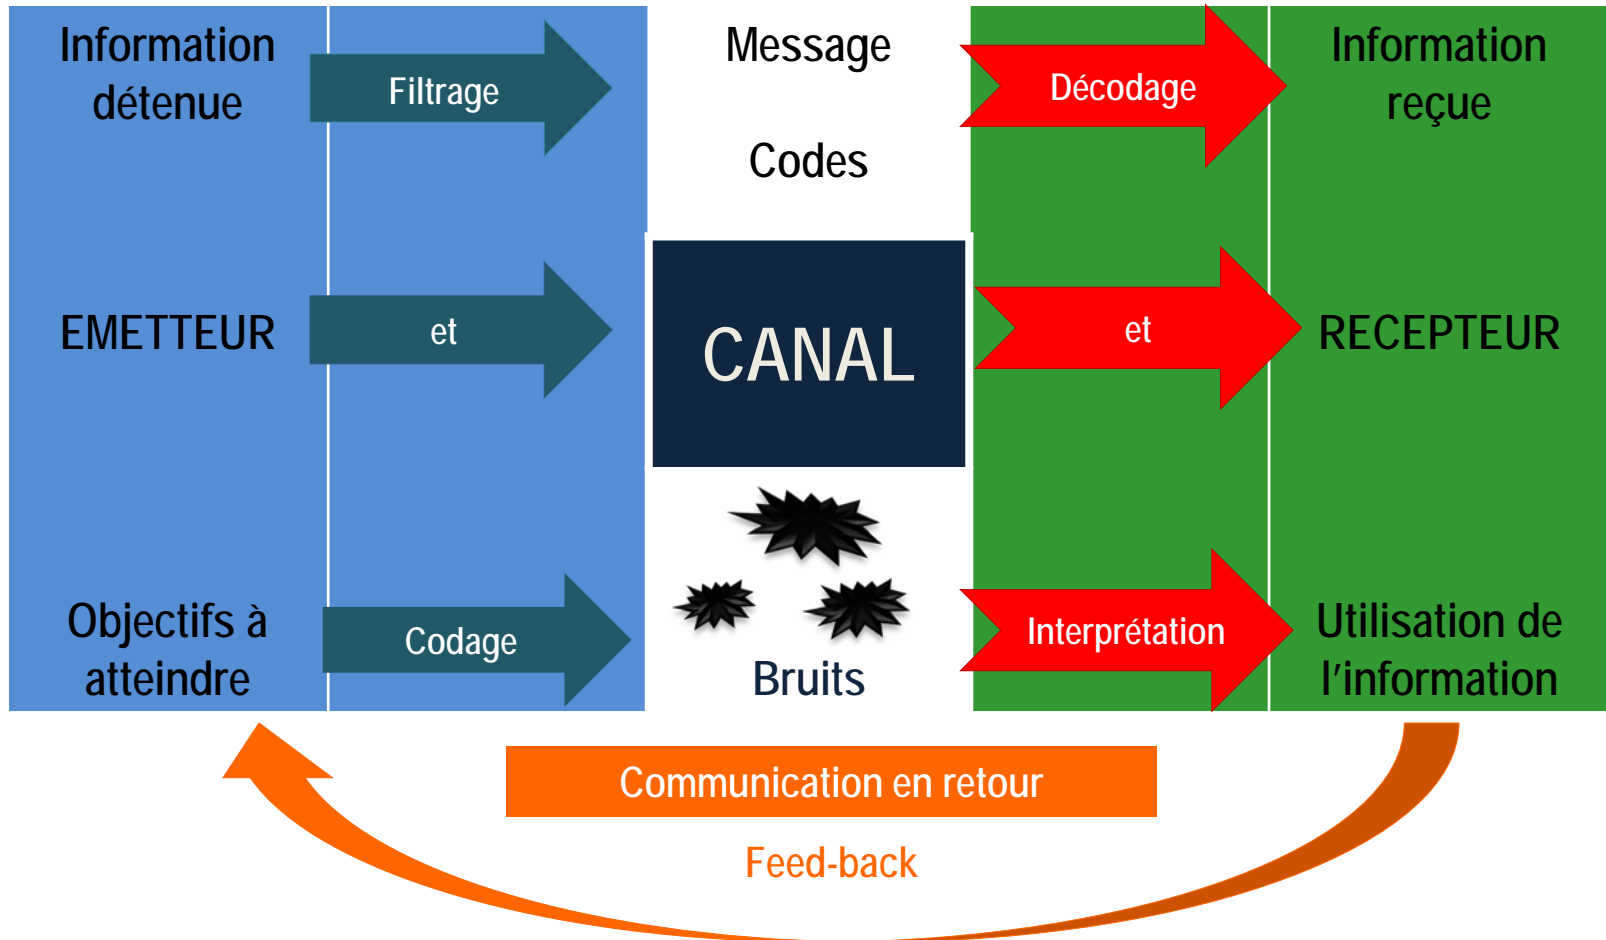 Information
détenue
Filtrage
Message
Codes
Décodage
Information
reçue
EMETTEUR
et
CANAL
et
RECEPTEUR
Objectifs à
atteindre
Codage
Bruits
Interprétation
Utilisation de
l'information
Communication en retour
Feed-back